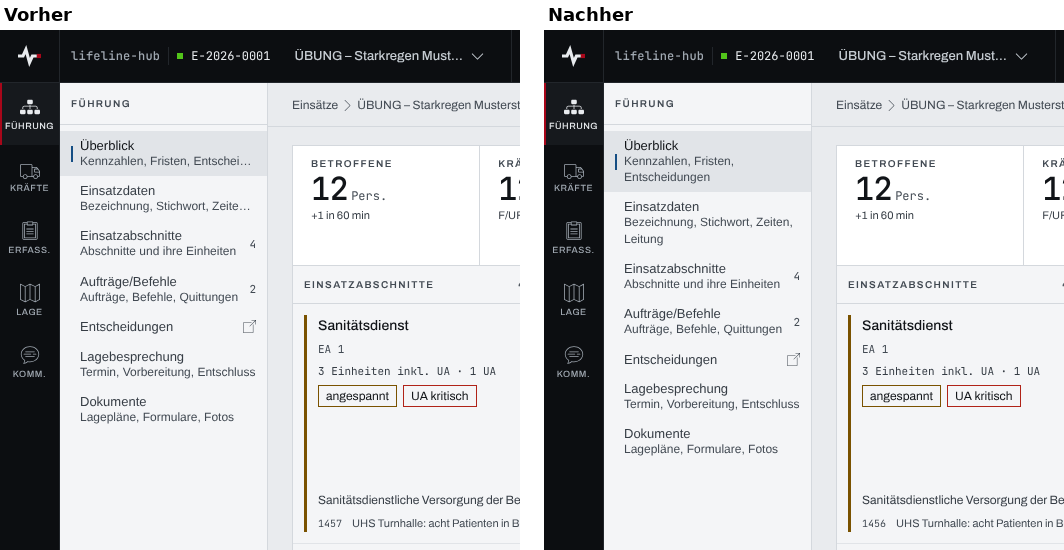 Vorher
lifeline-hub E-2026-0001 ÜBUNG – Starkregen Must…
FÜHRUNG
KRÄFTE
ERFASS.
LAGE
KOMM.
FÜHRUNG
Überblick
Kennzahlen, Fristen, Entschei…
Einsatzdaten
Bezeichnung, Stichwort, Zeite…
Einsatzabschnitte
Abschnitte und ihre Einheiten 4
Aufträge/Befehle
Aufträge, Befehle, Quittungen 2
Entscheidungen
Lagebesprechung
Termin, Vorbereitung, Entschluss
Dokumente
Lagepläne, Formulare, Fotos
Einsätze ÜBUNG – Starkregen Musterst
BETROFFENE KRÄ
12 Pers. 1
+1 in 60 min F/UF
EINSATZABSCHNITTE
Sanitätsdienst
EA 1
3 Einheiten inkl. UA · 1 UA
angespannt UA kritisch
Sanitätsdienstliche Versorgung der Be
1457 UHS Turnhalle: acht Patienten in B
Nachher
lifeline-hub E-2026-0001 ÜBUNG – Starkregen Must…
FÜHRUNG
KRÄFTE
ERFASS.
LAGE
KOMM.
FÜHRUNG
Überblick
Kennzahlen, Fristen,
Entscheidungen
Einsatzdaten
Bezeichnung, Stichwort, Zeiten,
Leitung
Einsatzabschnitte
Abschnitte und ihre Einheiten 4
Aufträge/Befehle
Aufträge, Befehle, Quittungen 2
Entscheidungen
Lagebesprechung
Termin, Vorbereitung, Entschluss
Dokumente
Lagepläne, Formulare, Fotos
Einsätze ÜBUNG – Starkregen Musterst
BETROFFENE KRÄ
12 Pers. 1
+1 in 60 min F/UF
EINSATZABSCHNITTE
Sanitätsdienst
EA 1
3 Einheiten inkl. UA · 1 UA
angespannt UA kritisch
Sanitätsdienstliche Versorgung der Be
1456 UHS Turnhalle: acht Patienten in B